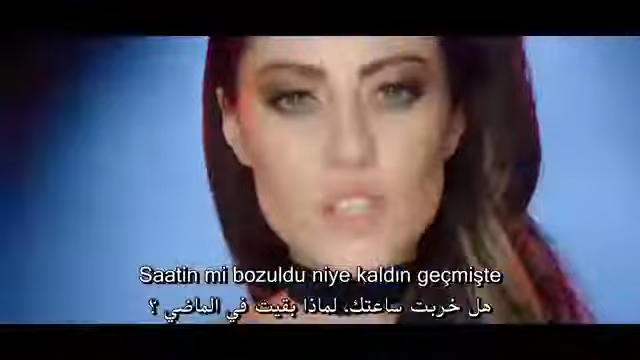 Saatin mi bozuldu niye kaldın geçmişte
هل خربت ساعتك، لماذا بقيت في الماضي ؟